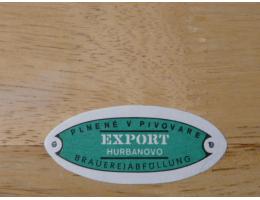 PLNENÉ V PIVOVARE
EXPORT
HURBANOVO
BRAUEREIABFÜLLUNG